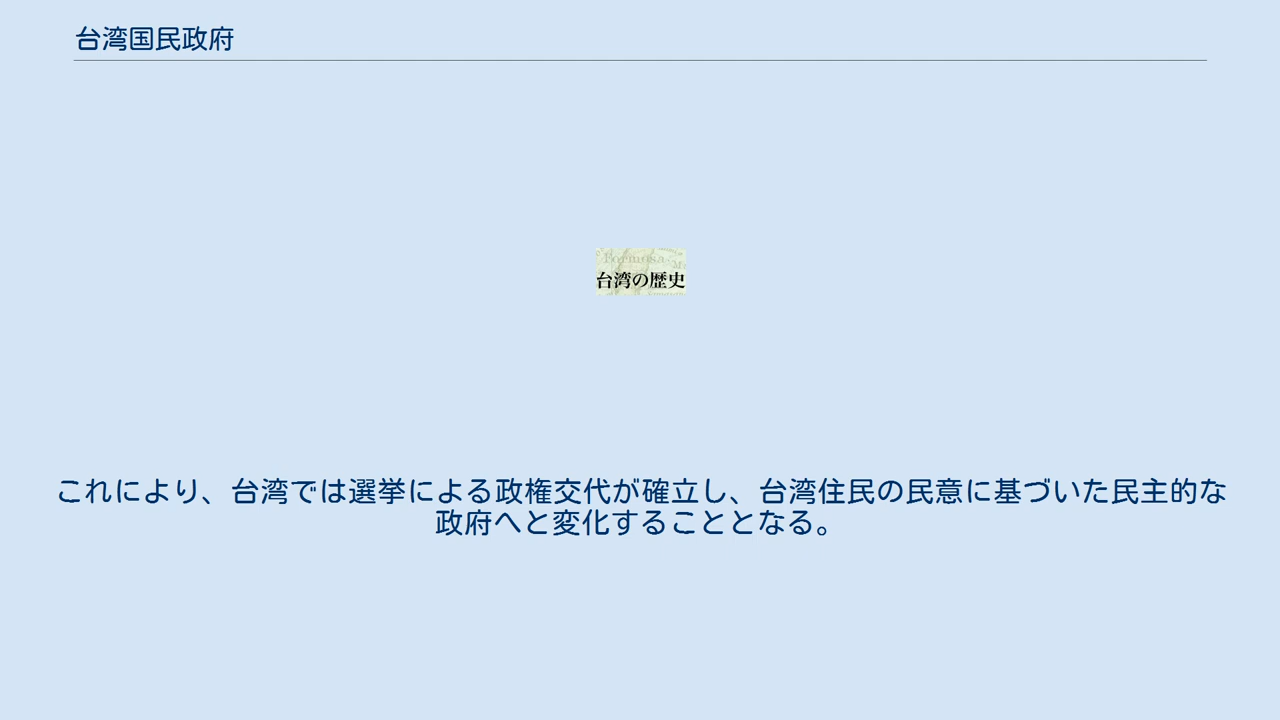 台湾国民政府
Formosa
台湾の歴史
これにより、台湾では選挙による政権交代が確立し、台湾住民の民意に基づいた民主的な
政府へと変化することとなる。